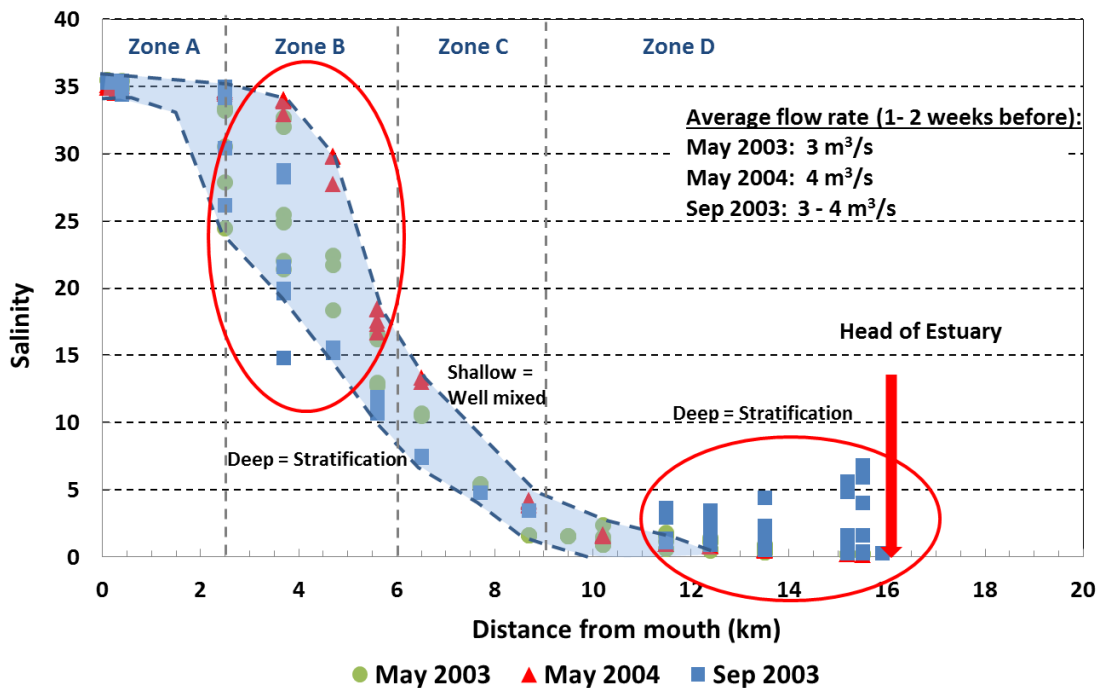 Zone A
Zone B
Zone C
Zone D
Average flow rate (1- 2 weeks before):
May 2003:  3 m³/s
May 2004:  4 m³/s
Sep 2003:  3 - 4 m³/s
Head of Estuary
Shallow =
Well mixed
Deep = Stratification
Deep = Stratification
Salinity
40
35
30
25
20
15
10
5
0
0 2 4 6 8 10 12 14 16 18 20
Distance from mouth (km)
May 2003 May 2004 Sep 2003